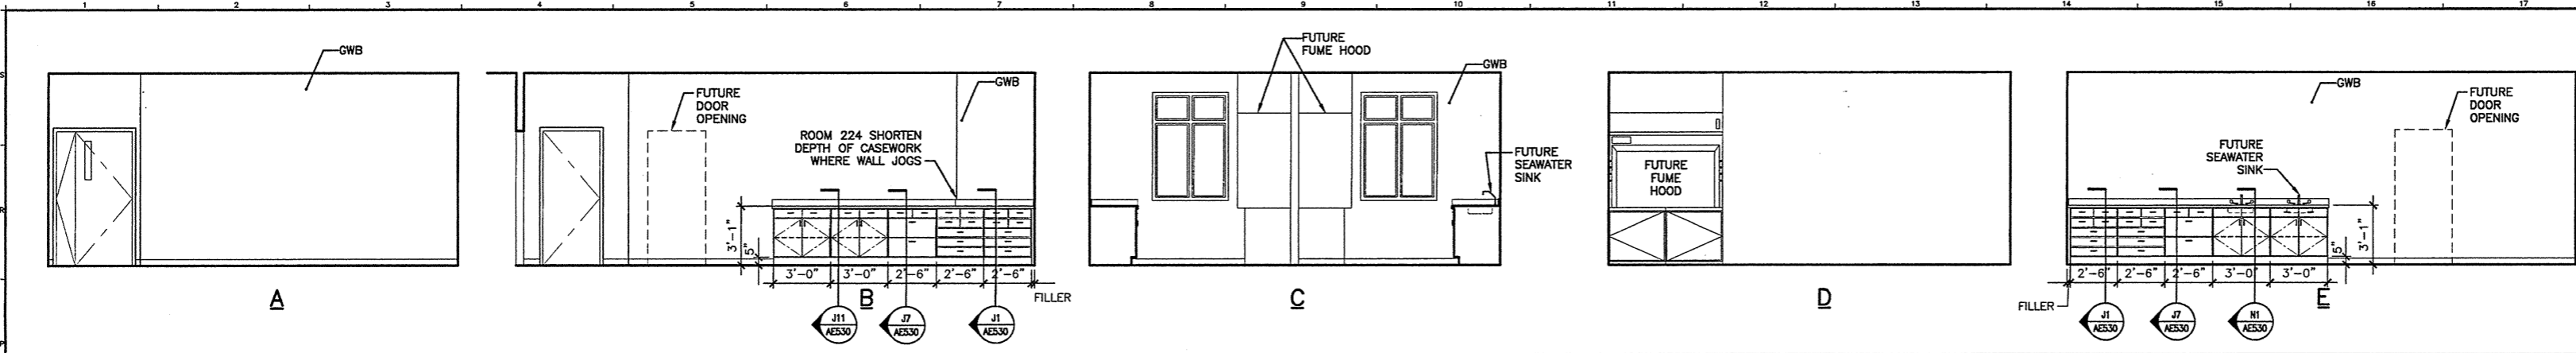 1 2 3 4 5 6 7 8 9 10 11 12 13 14 15 16 17
S
R
P
GWB
A
FUTURE
DOOR
OPENING
GWB
ROOM 224 SHORTEN
DEPTH OF CASEWORK
WHERE WALL JOGS
3'-1"
5"
3'-0" 3'-0" 2'-6" 2'-6" 2'-6"
FILLER
B
J11
AE530
J7
AE530
J1
AE530
FUTURE
FUME HOOD
GWB
FUTURE
SEAWATER
SINK
C
FUTURE
FUME
HOOD
D
GWB
FUTURE
DOOR
OPENING
FUTURE
SEAWATER
SINK
3'-1"
5"
2'-6" 2'-6" 2'-6" 3'-0" 3'-0"
FILLER
E
J1
AE530
J7
AE530
N1
AE530